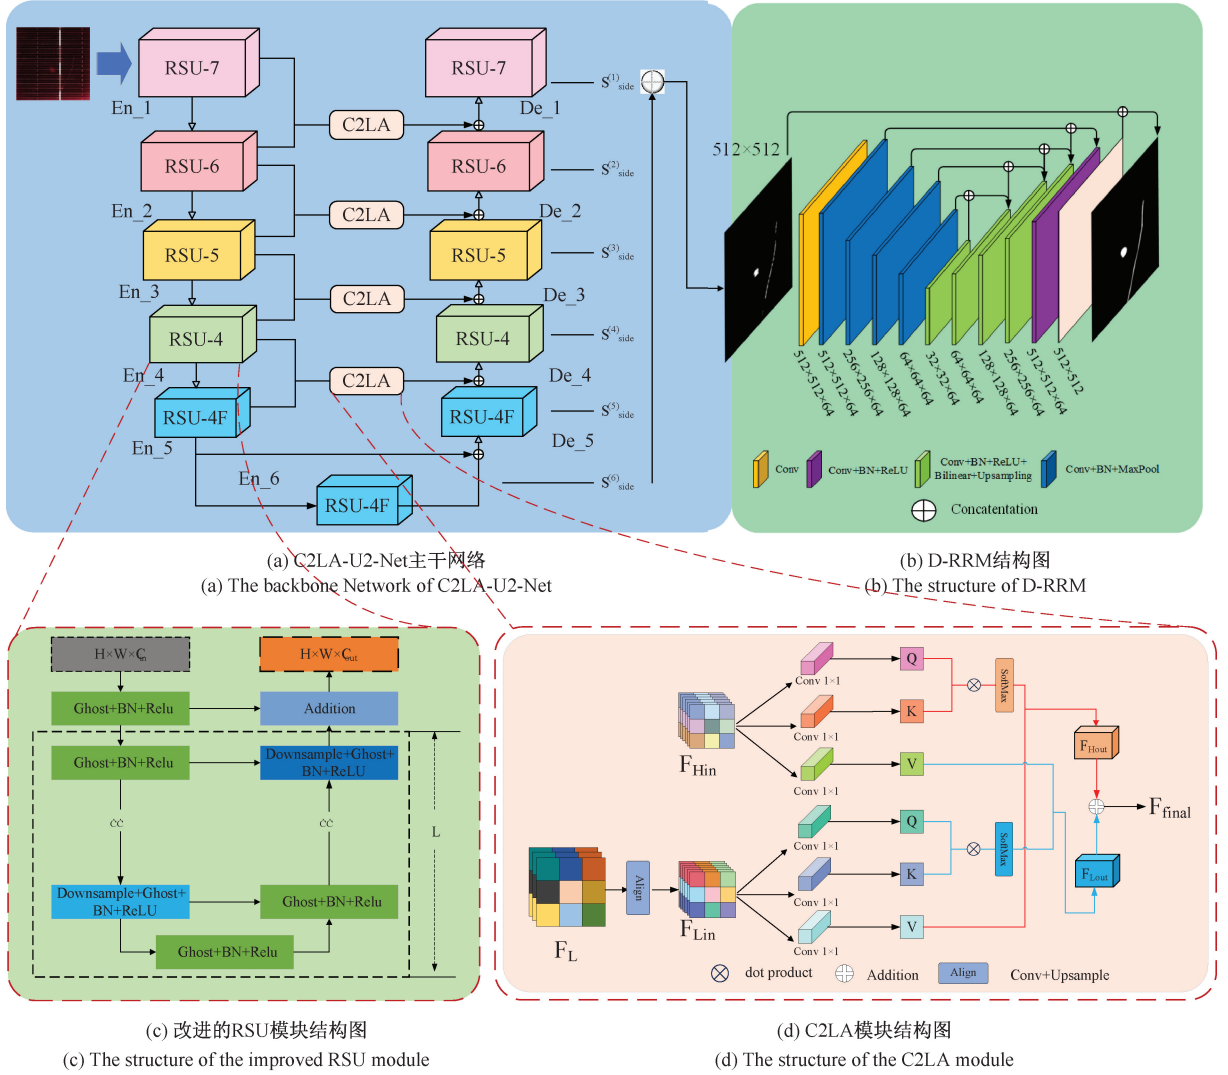 RSU-7
En_1
RSU-6
En_2
RSU-5
En_3
RSU-4
En_4
RSU-4F
En_5
En_6
RSU-4F
C2LA
C2LA
C2LA
C2LA
RSU-7
De_1
RSU-6
De_2
RSU-5
De_3
RSU-4
De_4
RSU-4F
De_5
S(1)side
S(2)side
S(3)side
S(4)side
S(5)side
S(6)side
(a) C2LA-U2-Net主干网络
(a) The backbone Network of C2LA-U2-Net
512×512
512×512×64
512×512×64
256×256×64
128×128×64
64×64×64
32×32×64
64×64×64
128×128×64
256×256×64
512×512×64
512×512
Conv
Conv+BN+ReLU
Conv+BN+ReLU+
Bilinear+Upsampling
Conv+BN+MaxPool
Concatentation
(b) D-RRM结构图
(b) The structure of D-RRM
H×W×Cin
H×W×Cout
Ghost+BN+Relu
Addition
Ghost+BN+Relu
Downsample+Ghost+
BN+ReLU
čč
čč
L
Downsample+Ghost+
BN+ReLU
Ghost+BN+Relu
Ghost+BN+Relu
(c) 改进的RSU模块结构图
(c) The structure of the improved RSU module
FHin
Conv 1×1
Conv 1×1
Conv 1×1
Q
K
V
SoftMax
FHout
Ffinal
FL
Align
FLin
Conv 1×1
Conv 1×1
Conv 1×1
Q
K
V
SoftMax
FLout
dot product
Addition
Align
Conv+Upsample
(d) C2LA模块结构图
(d) The structure of the C2LA module